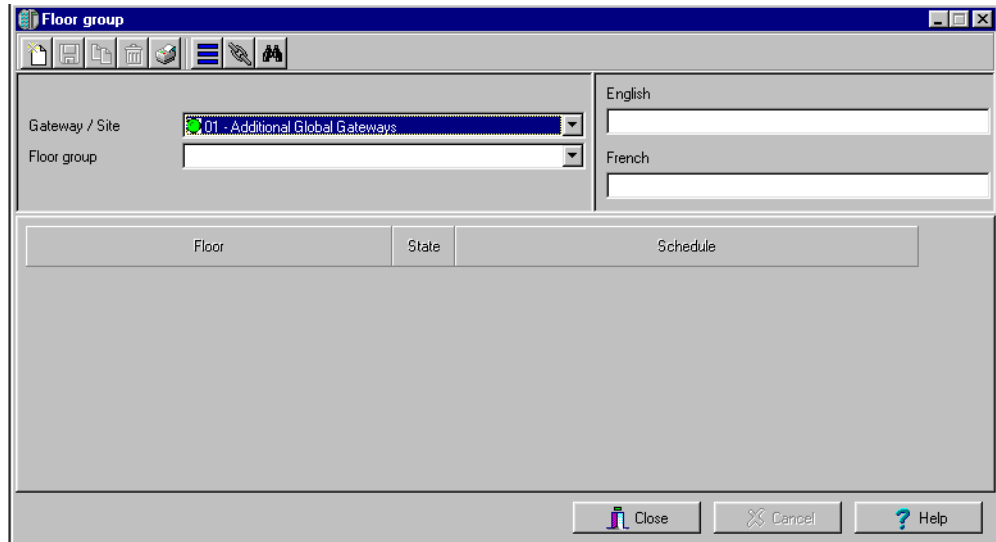 Floor group
English
Gateway / Site 01 - Additional Global Gateways
Floor group
French
Floor State Schedule
Close Cancel Help